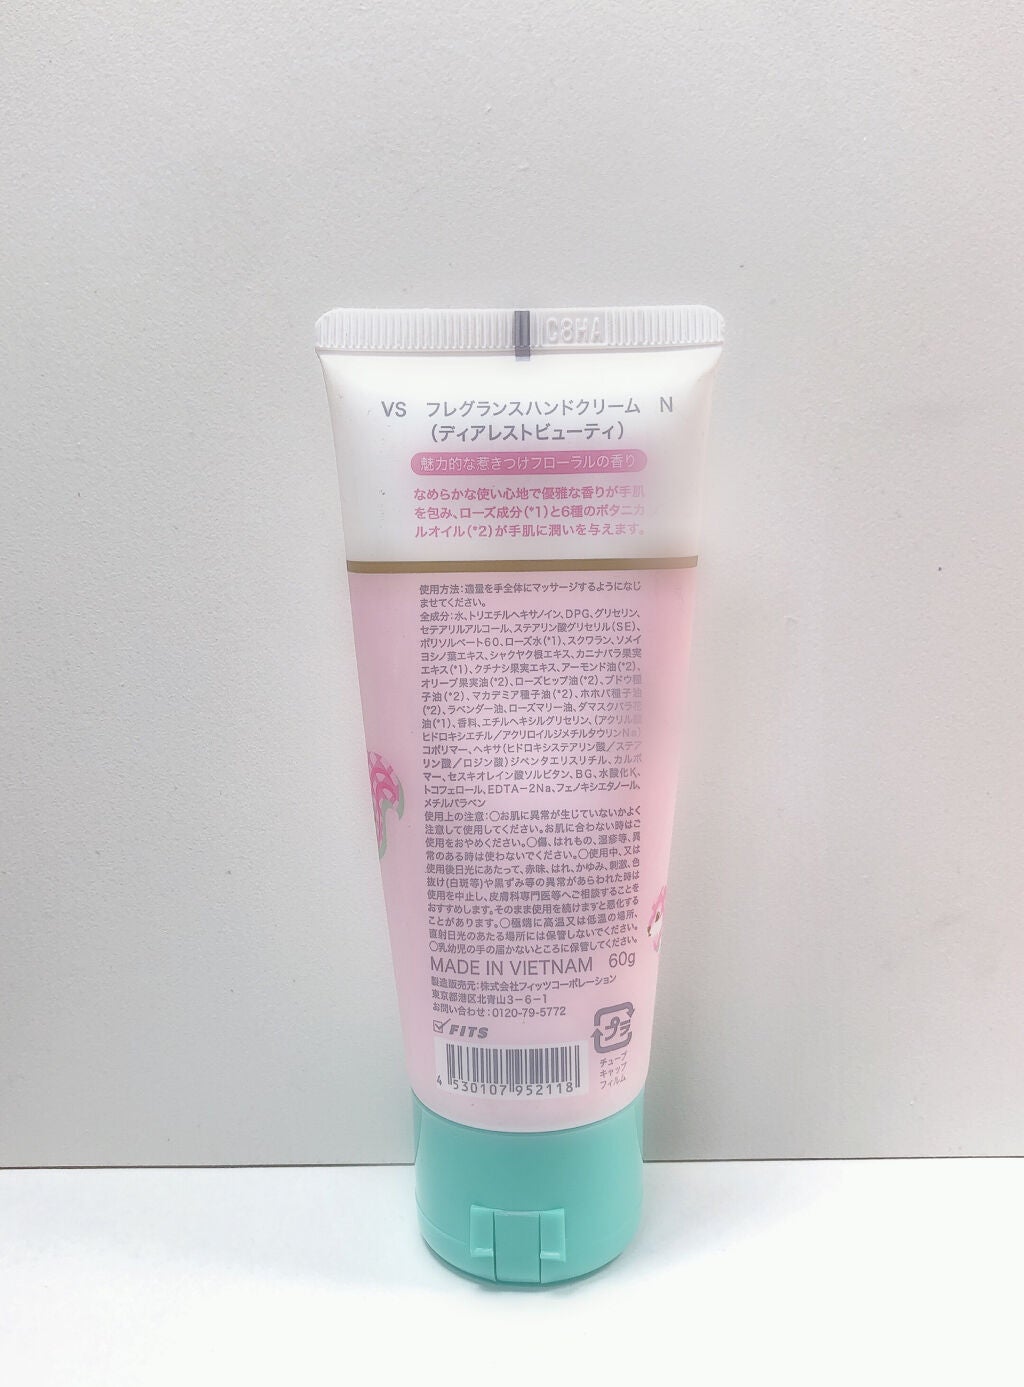 C8HA
VS フレグランスハンドクリーム N
(ディアレストビューティ)
魅力的な惹きつけフローラルの香り
なめらかな使い心地で優雅な香りが手肌
を包み、ローズ成分(*1)と6種のボタニカ
ルオイル(*2)が手肌に潤いを与えます。
使用方法:適量を手全体にマッサージするようになじ
ませてください。
全成分:水、トリエチルヘキサノイン、DPG、グリセリン、
セテアリルアルコール、ステアリン酸グリセリル(SE)、
ポリソルベート60、ローズ水(*1)、スクワラン、ソメイ
ヨシノ葉エキス、シャクヤク根エキス、カニナバラ果実
エキス(*1)、クチナシ果実エキス、アーモンド油(*2)、
オリーブ果実油(*2)、ローズヒップ油(*2)、ブドウ種
子油(*2)、マカデミア種子油(*2)、ホホバ種子油
(*2)、ラベンダー油、ローズマリー油、ダマスクバラ花
油(*1)、香料、エチルヘキシルグリセリン、(アクリル酸
ヒドロキシエチル/アクリロイルジメチルタウリンNa)
コポリマー、ヘキサ(ヒドロキシステアリン酸/ステア
リン酸/ロジン酸)ジペンタエリスリチル、カルボ
マー、セスキオレイン酸ソルビタン、BG、水酸化K、
トコフェロール、EDTA-2Na、フェノキシエタノール、
メチルパラベン
使用上の注意:○お肌に異常が生じていないかよく
注意して使用してください。お肌に合わない時はご
使用をおやめください。○傷、はれもの、湿疹等、異
常のある時は使わないでください。○使用中、又は
使用後日光にあたって、赤味、はれ、かゆみ、刺激、色
抜け(白斑等)や黒ずみ等の異常があらわれた時は
使用を中止し、皮膚科専門医等へご相談することを
おすすめします。そのまま使用を続けますと悪化する
ことがあります。○極端に高温又は低温の場所、
直射日光のあたる場所には保管しないでください。
○乳幼児の手の届かないところに保管してください。
MADE IN VIETNAM 60g
製造販売元:株式会社フィッツコーポレーション
東京都港区北青山3-6-1
お問い合わせ:0120-79-5772
FITS
プラ
チューブ
キャップ
フィルム
4 530107 952118